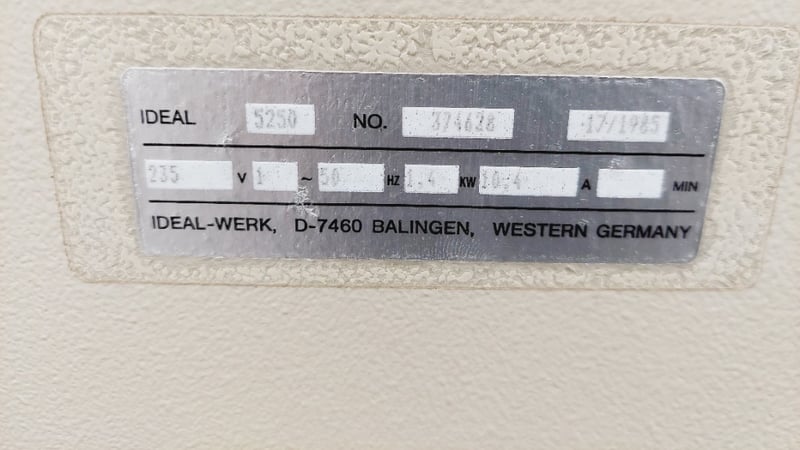 IDEAL 5250 NO. 374628 17/1985
235 V 1 ~ 50 HZ 1.4 KW 10.4 A MIN
IDEAL-WERK, D-7460 BALINGEN, WESTERN GERMANY